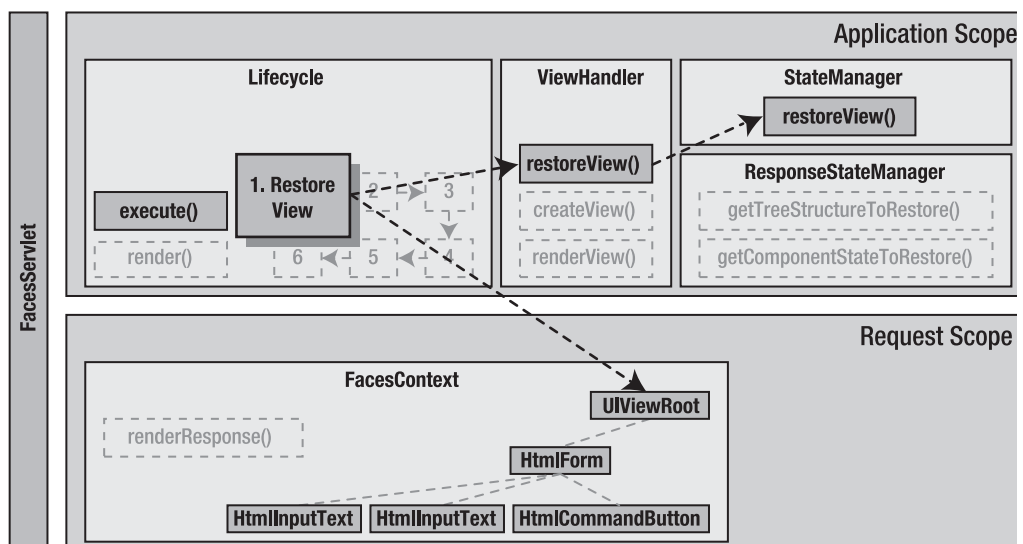 FacesServlet
Application Scope
Lifecycle
1. Restore
View
2
3
4
5
6
execute()
render()
ViewHandler
restoreView()
createView()
renderView()
StateManager
restoreView()
ResponseStateManager
getTreeStructureToRestore()
getComponentStateToRestore()
Request Scope
FacesContext
renderResponse()
UIViewRoot
HtmlForm
HtmlInputText
HtmlInputText
HtmlCommandButton